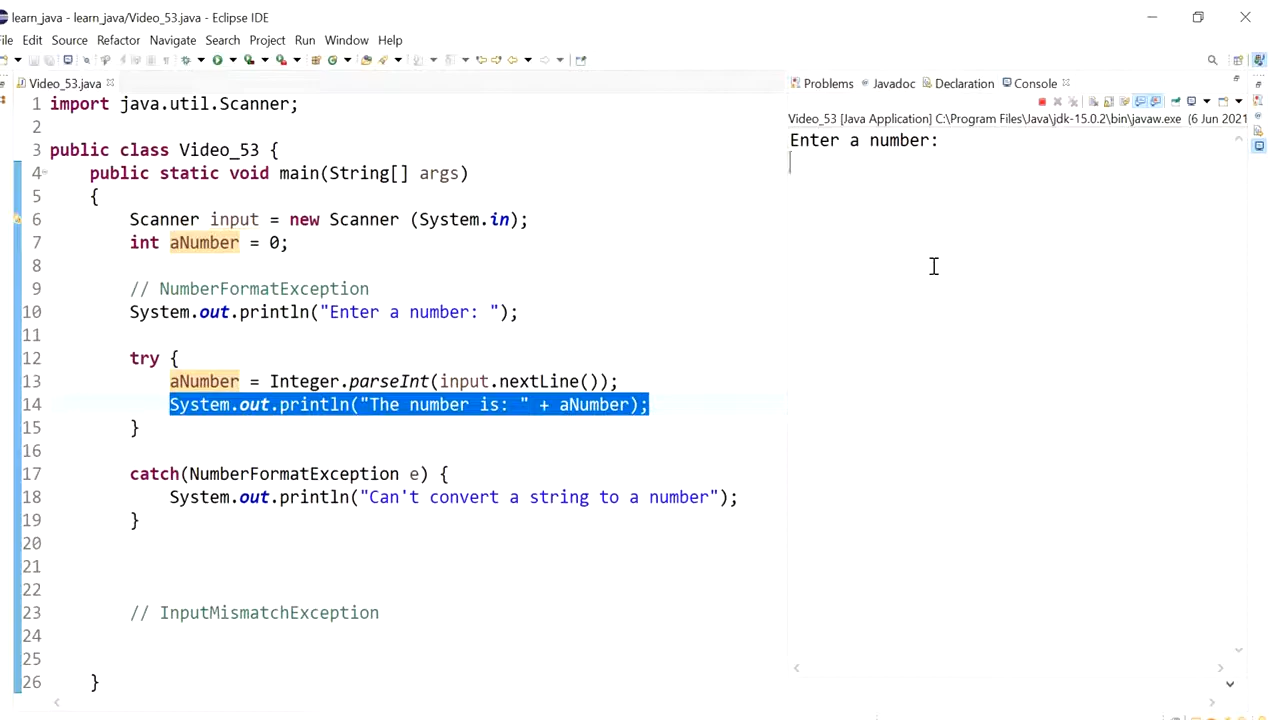 learn_java - learn_java/Video_53.java - Eclipse IDE
File Edit Source Refactor Navigate Search Project Run Window Help
Video_53.java
Problems Javadoc Declaration Console
Video_53 [Java Application] C:\Program Files\Java\jdk-15.0.2\bin\javaw.exe (6 Jun 2021
Enter a number:
1 import java.util.Scanner;
2
3 public class Video_53 {
4 public static void main(String[] args)
5 {
6 Scanner input = new Scanner (System.in);
7 int aNumber = 0;
8
9 // NumberFormatException
10 System.out.println("Enter a number: ");
11
12 try {
13 aNumber = Integer.parseInt(input.nextLine());
14 System.out.println("The number is: " + aNumber);
15 }
16
17 catch(NumberFormatException e) {
18 System.out.println("Can't convert a string to a number");
19 }
20
21
22
23 // InputMismatchException
24
25
26 }